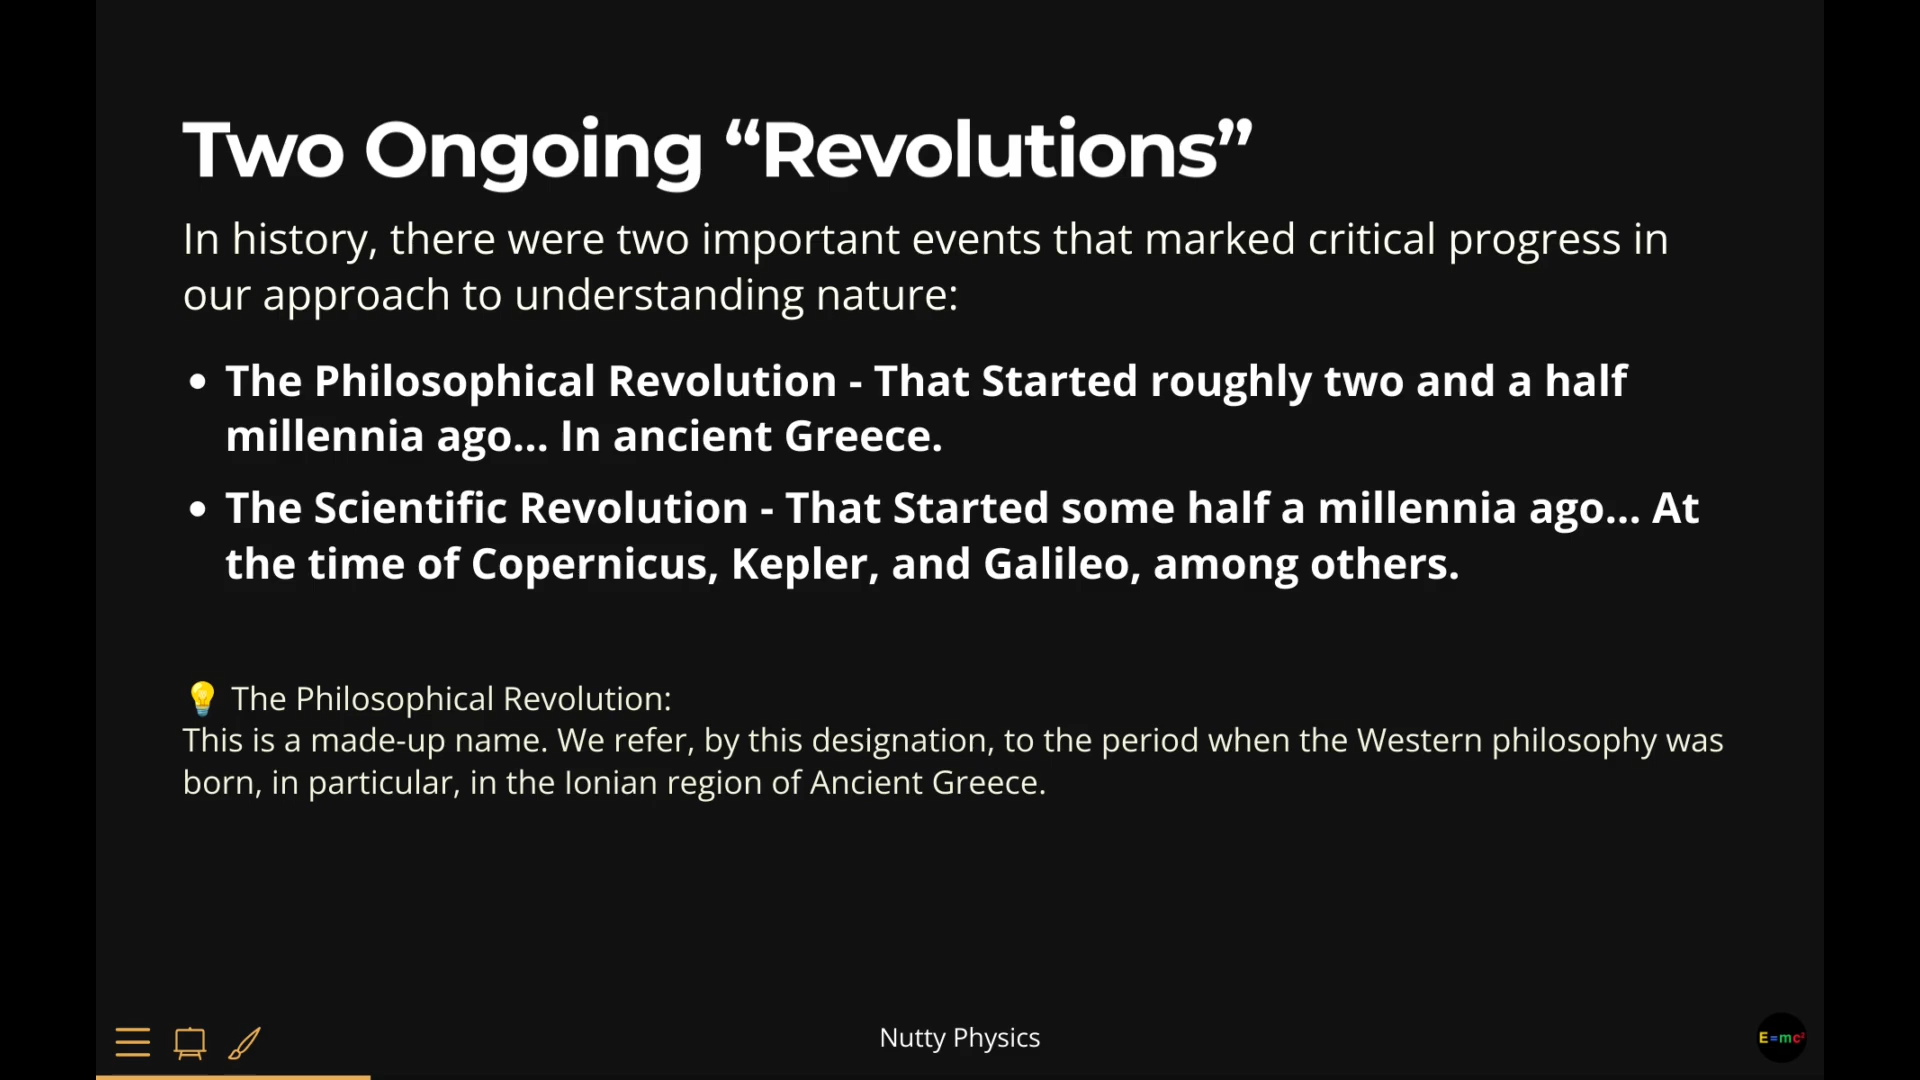 Two Ongoing “Revolutions”
In history, there were two important events that marked critical progress in
our approach to understanding nature:
• The Philosophical Revolution - That Started roughly two and a half
millennia ago... In ancient Greece.
• The Scientific Revolution - That Started some half a millennia ago... At
the time of Copernicus, Kepler, and Galileo, among others.
💡 The Philosophical Revolution:
This is a made-up name. We refer, by this designation, to the period when the Western philosophy was
born, in particular, in the Ionian region of Ancient Greece.
Nutty Physics
E=mc²